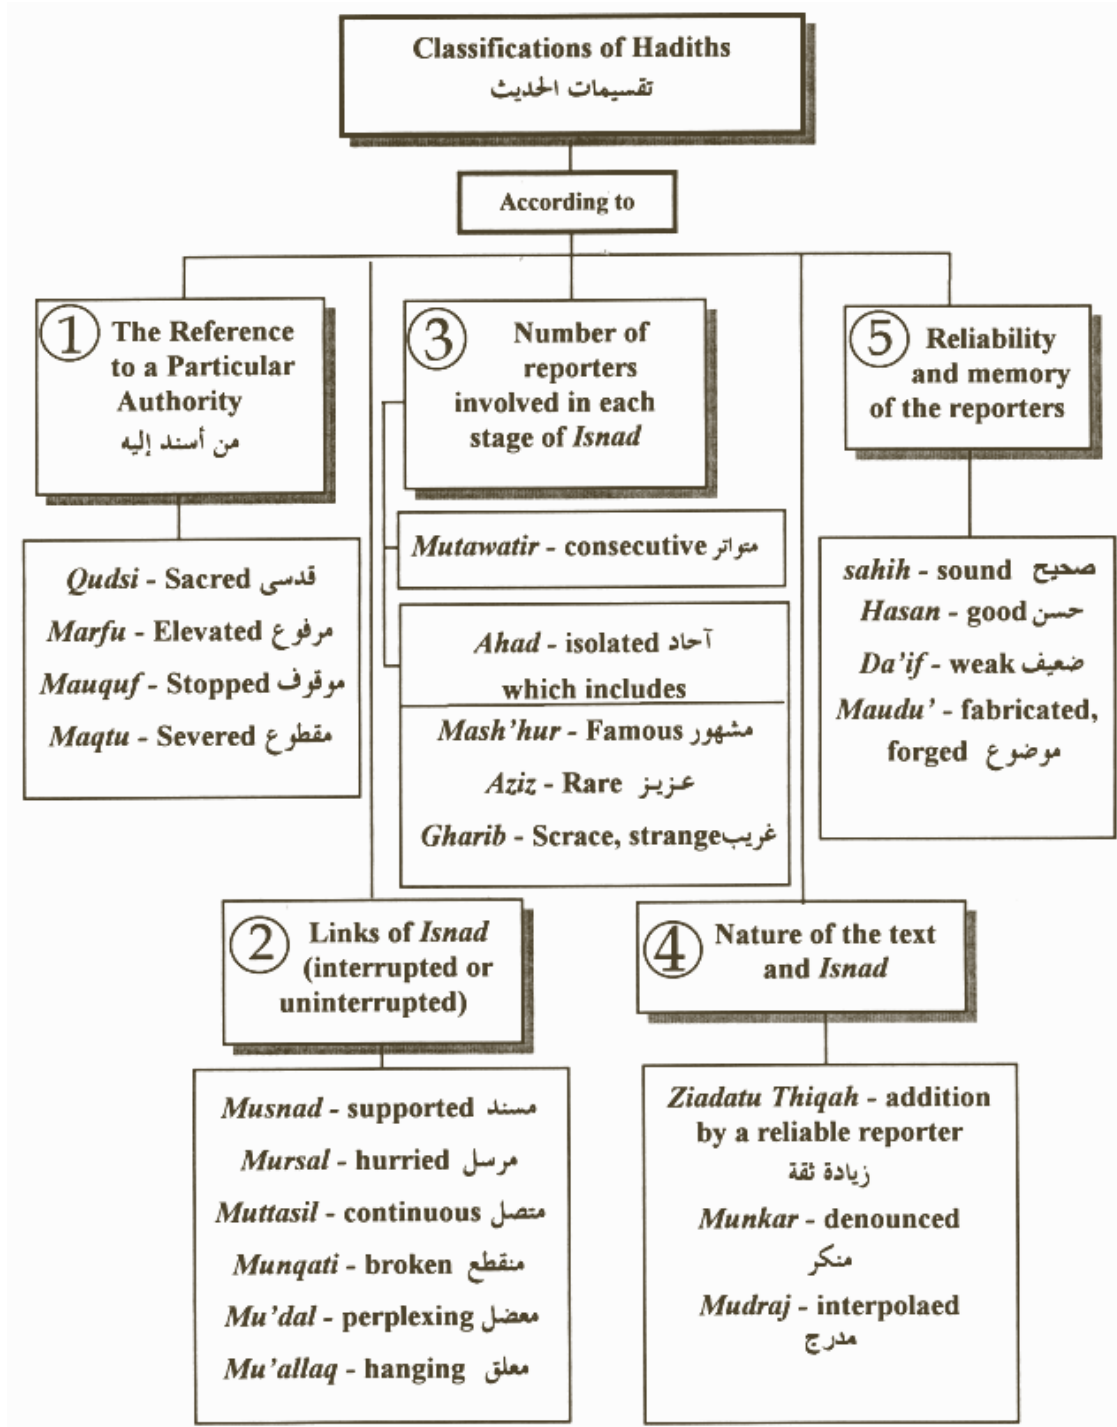 Classifications of Hadiths
تقسيمات الحديث
According to
1 The Reference
to a Particular
Authority
من أسند إليه
Qudsi - Sacred قدسى
Marfu - Elevated مرفوع
Mauquf - Stopped موقوف
Maqtu - Severed مقطوع
2 Links of Isnad
(interrupted or
uninterrupted)
Musnad - supported مسند
Mursal - hurried مرسل
Muttasil - continuous متصل
Munqati - broken منقطع
Mu'dal - perplexing معضل
Mu'allaq - hanging معلق
3 Number of
reporters
involved in each
stage of Isnad
Mutawatir - consecutive متواتر
Ahad - isolated آحاد
which includes
Mash'hur - Famous مشهور
Aziz - Rare عزيز
Gharib - Scrace, strange غريب
4 Nature of the text
and Isnad
Ziadatu Thiqah - addition
by a reliable reporter
زيادة ثقة
Munkar - denounced
منكر
Mudraj - interpolaed
مدرج
5 Reliability
and memory
of the reporters
sahih - sound صحيح
Hasan - good حسن
Da'if - weak ضعيف
Maudu' - fabricated,
forged موضوع